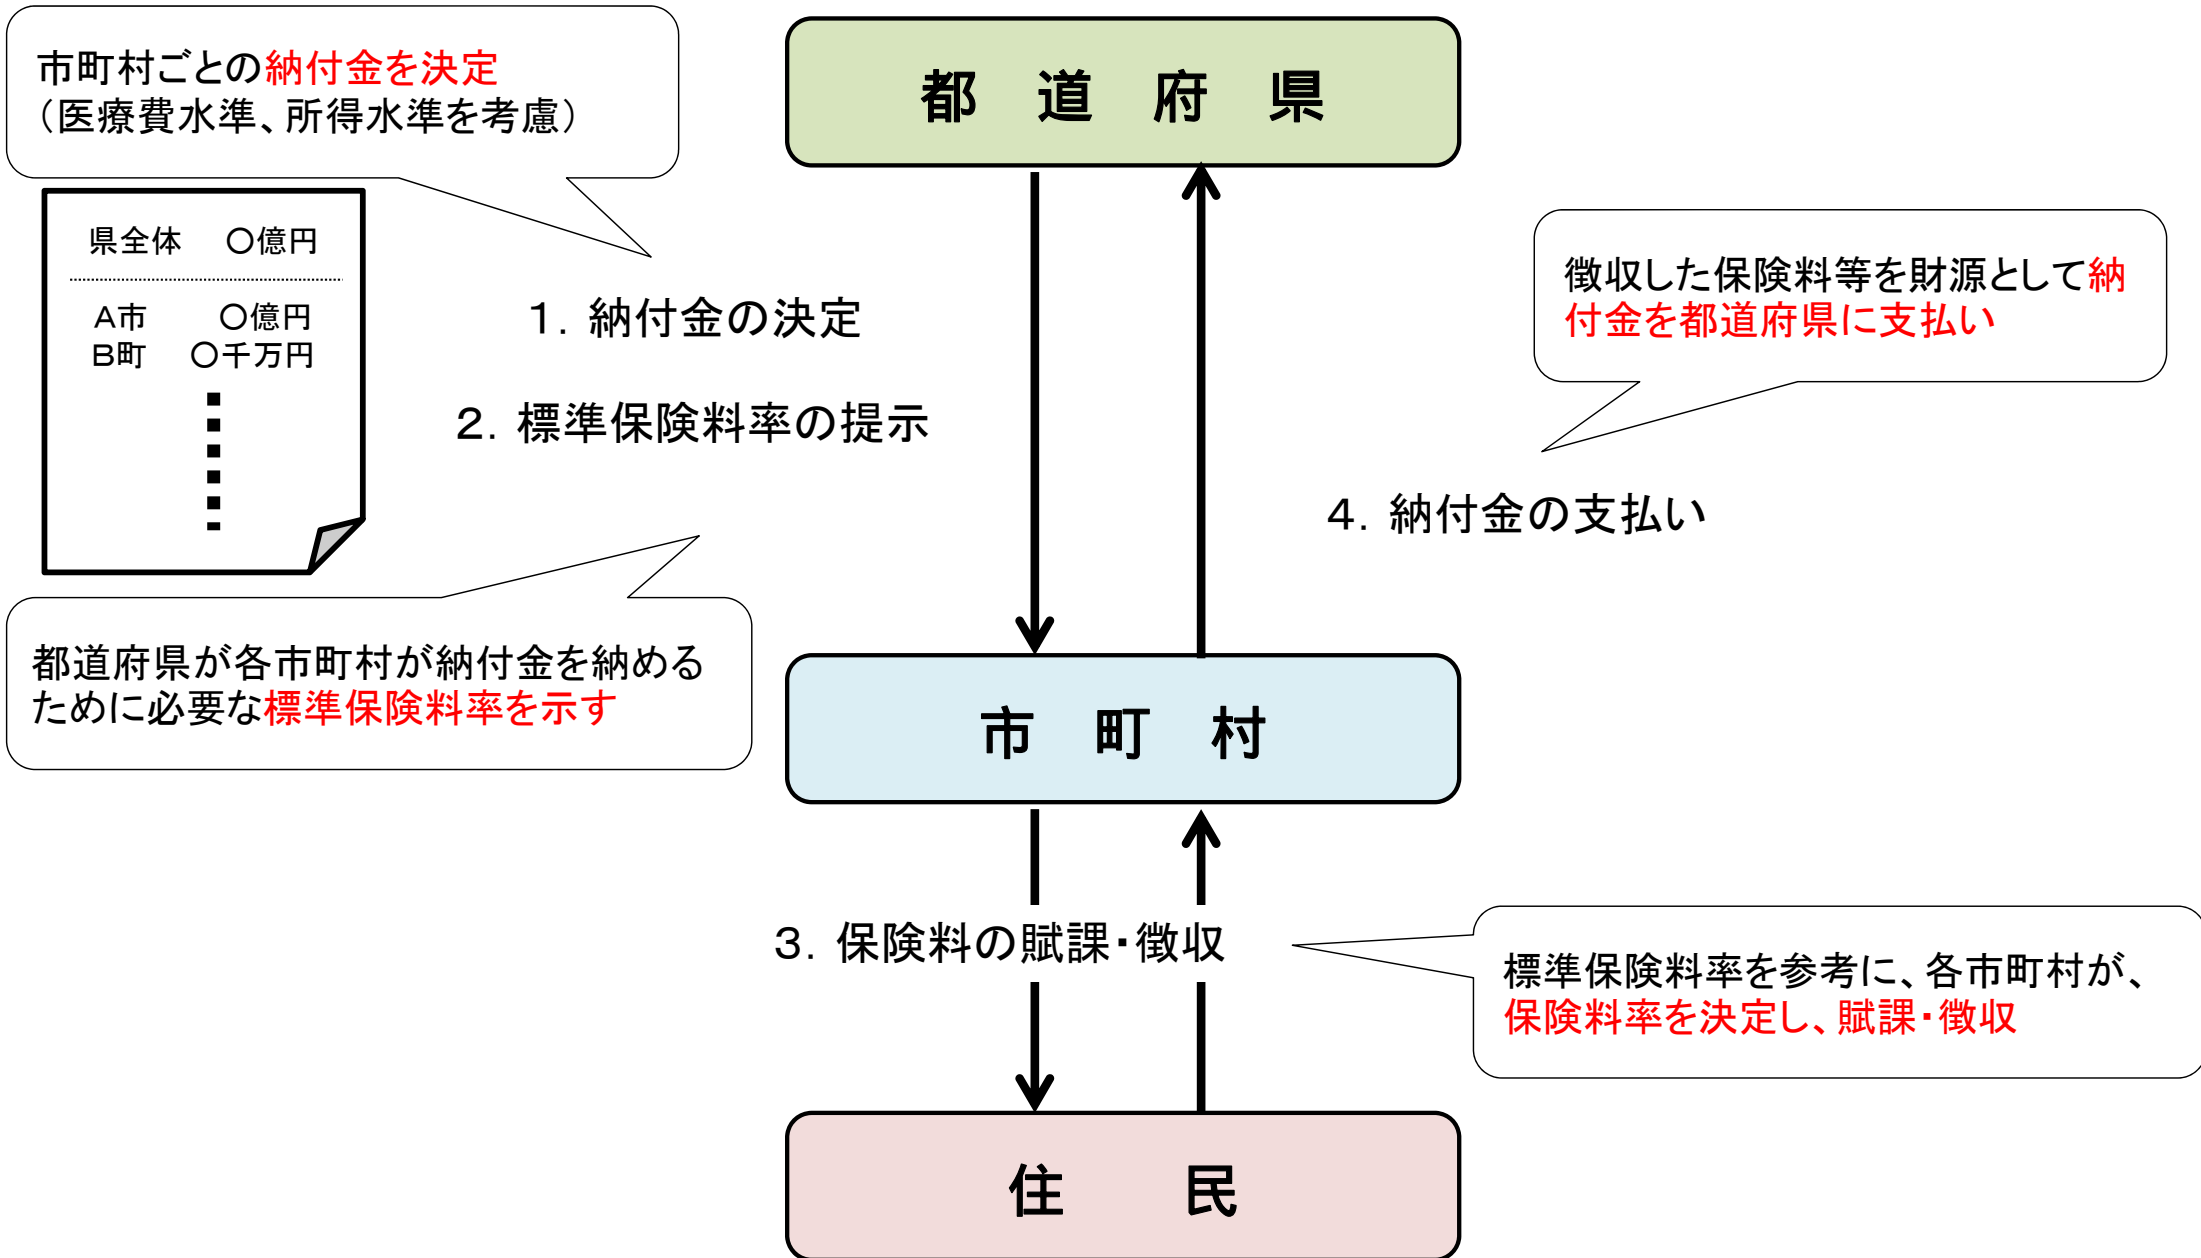 市町村ごとの納付金を決定
（医療費水準、所得水準を考慮）
都　道　府　県
県全体　〇億円
A市　〇億円
B町　〇千万円
1. 納付金の決定
2. 標準保険料率の提示
徴収した保険料等を財源として納
付金を都道府県に支払い
4. 納付金の支払い
都道府県が各市町村が納付金を納める
ために必要な標準保険料率を示す
市　町　村
3. 保険料の賦課・徴収
標準保険料率を参考に、各市町村が、
保険料率を決定し、賦課・徴収
住　民